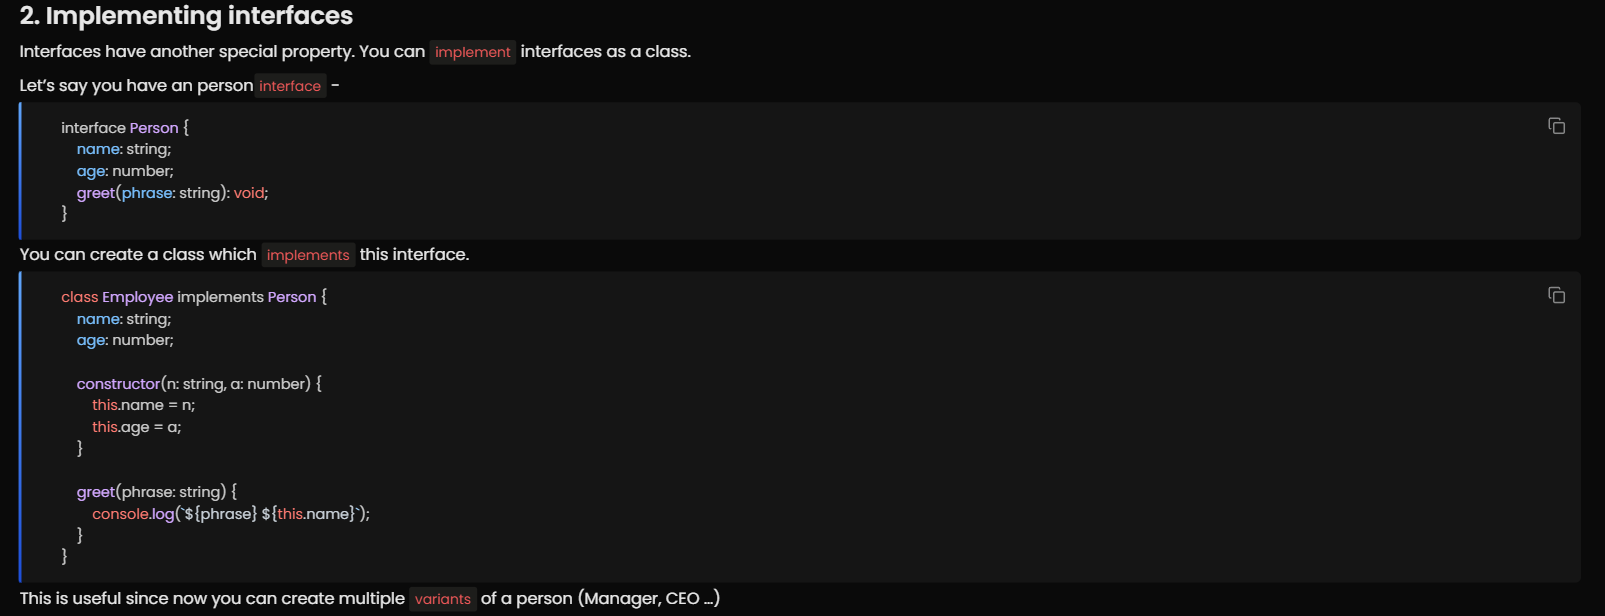 2. Implementing interfaces
Interfaces have another special property. You can implement interfaces as a class.
Let’s say you have an person interface -
interface Person {
name: string;
age: number;
greet(phrase: string): void;
}
You can create a class which implements this interface.
class Employee implements Person {
name: string;
age: number;
constructor(n: string, a: number) {
this.name = n;
this.age = a;
}
greet(phrase: string) {
console.log(`${phrase} ${this.name}`);
}
}
This is useful since now you can create multiple variants of a person (Manager, CEO …)